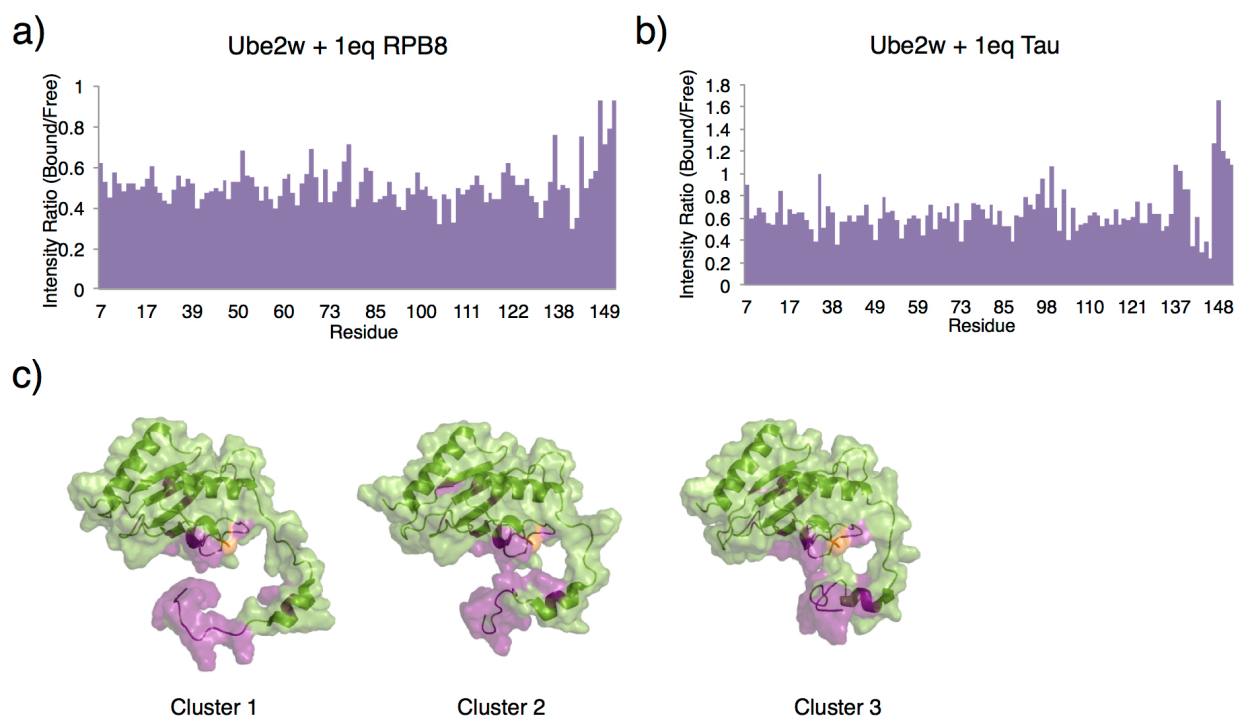 a)
Ube2w + 1eq RPB8
Intensity Ratio (Bound/Free)
1
0.8
0.6
0.4
0.2
0
7 17 39 50 60 73 85 100 111 122 138 149
Residue
b)
Ube2w + 1eq Tau
Intensity Ratio (Bound/Free)
1.8
1.6
1.4
1.2
1
0.8
0.6
0.4
0.2
0
7 17 38 49 59 73 85 98 110 121 137 148
Residue
c)
Cluster 1 Cluster 2 Cluster 3